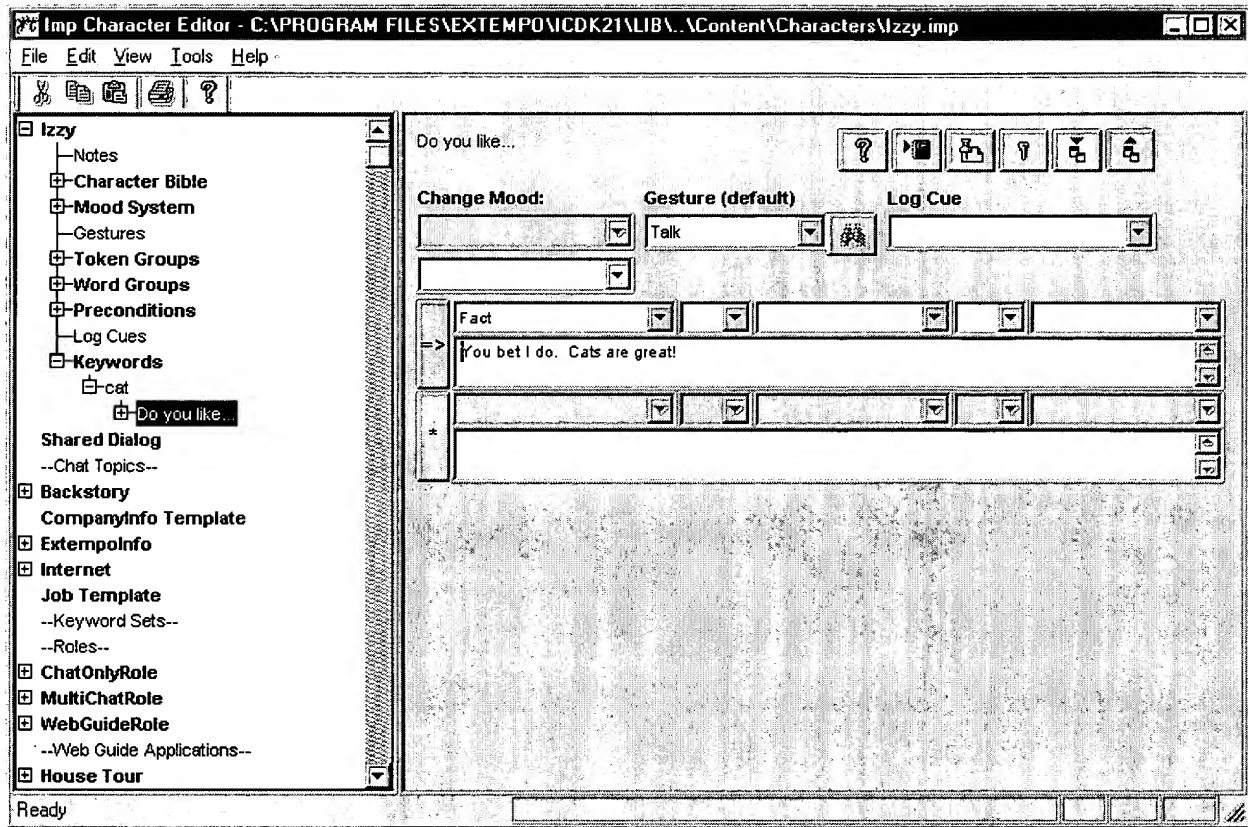 Imp Character Editor - C:\PROGRAM FILES\EXTEMPO\ICDK21\LIB\..\Content\Characters\Izzy.imp
File Edit View Tools Help
Izzy
Notes
Character Bible
Mood System
Gestures
Token Groups
Word Groups
Preconditions
Log Cues
Keywords
cat
Do you like...
Shared Dialog
--Chat Topics--
Backstory
CompanyInfo Template
ExtempoInfo
Internet
Job Template
--Keyword Sets--
--Roles--
ChatOnlyRole
MultiChatRole
WebGuideRole
--Web Guide Applications--
House Tour
Do you like...
Change Mood: Gesture (default) Log Cue
Talk
Fact
=>
You bet I do. Cats are great!
*
Ready